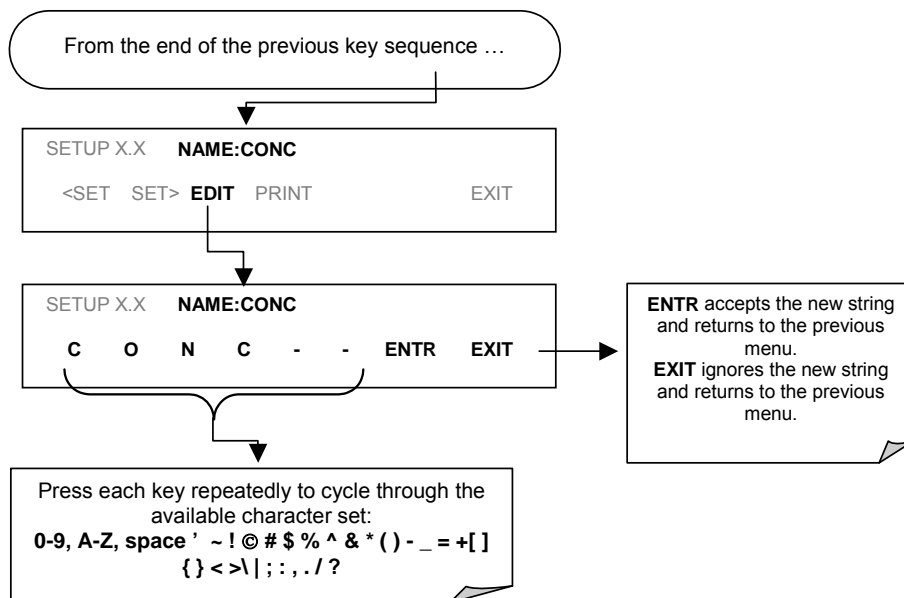 From the end of the previous key sequence …
SETUP X.X NAME:CONC
<SET SET> EDIT PRINT EXIT
SETUP X.X NAME:CONC
C O N C - - ENTR EXIT
ENTR accepts the new string
and returns to the previous
menu.
EXIT ignores the new string
and returns to the previous
menu.
Press each key repeatedly to cycle through the
available character set:
0-9, A-Z, space ' ~ ! © # $ % ^ & * ( ) - _ = +[ ]
{ } < >\ | ; : , . / ?